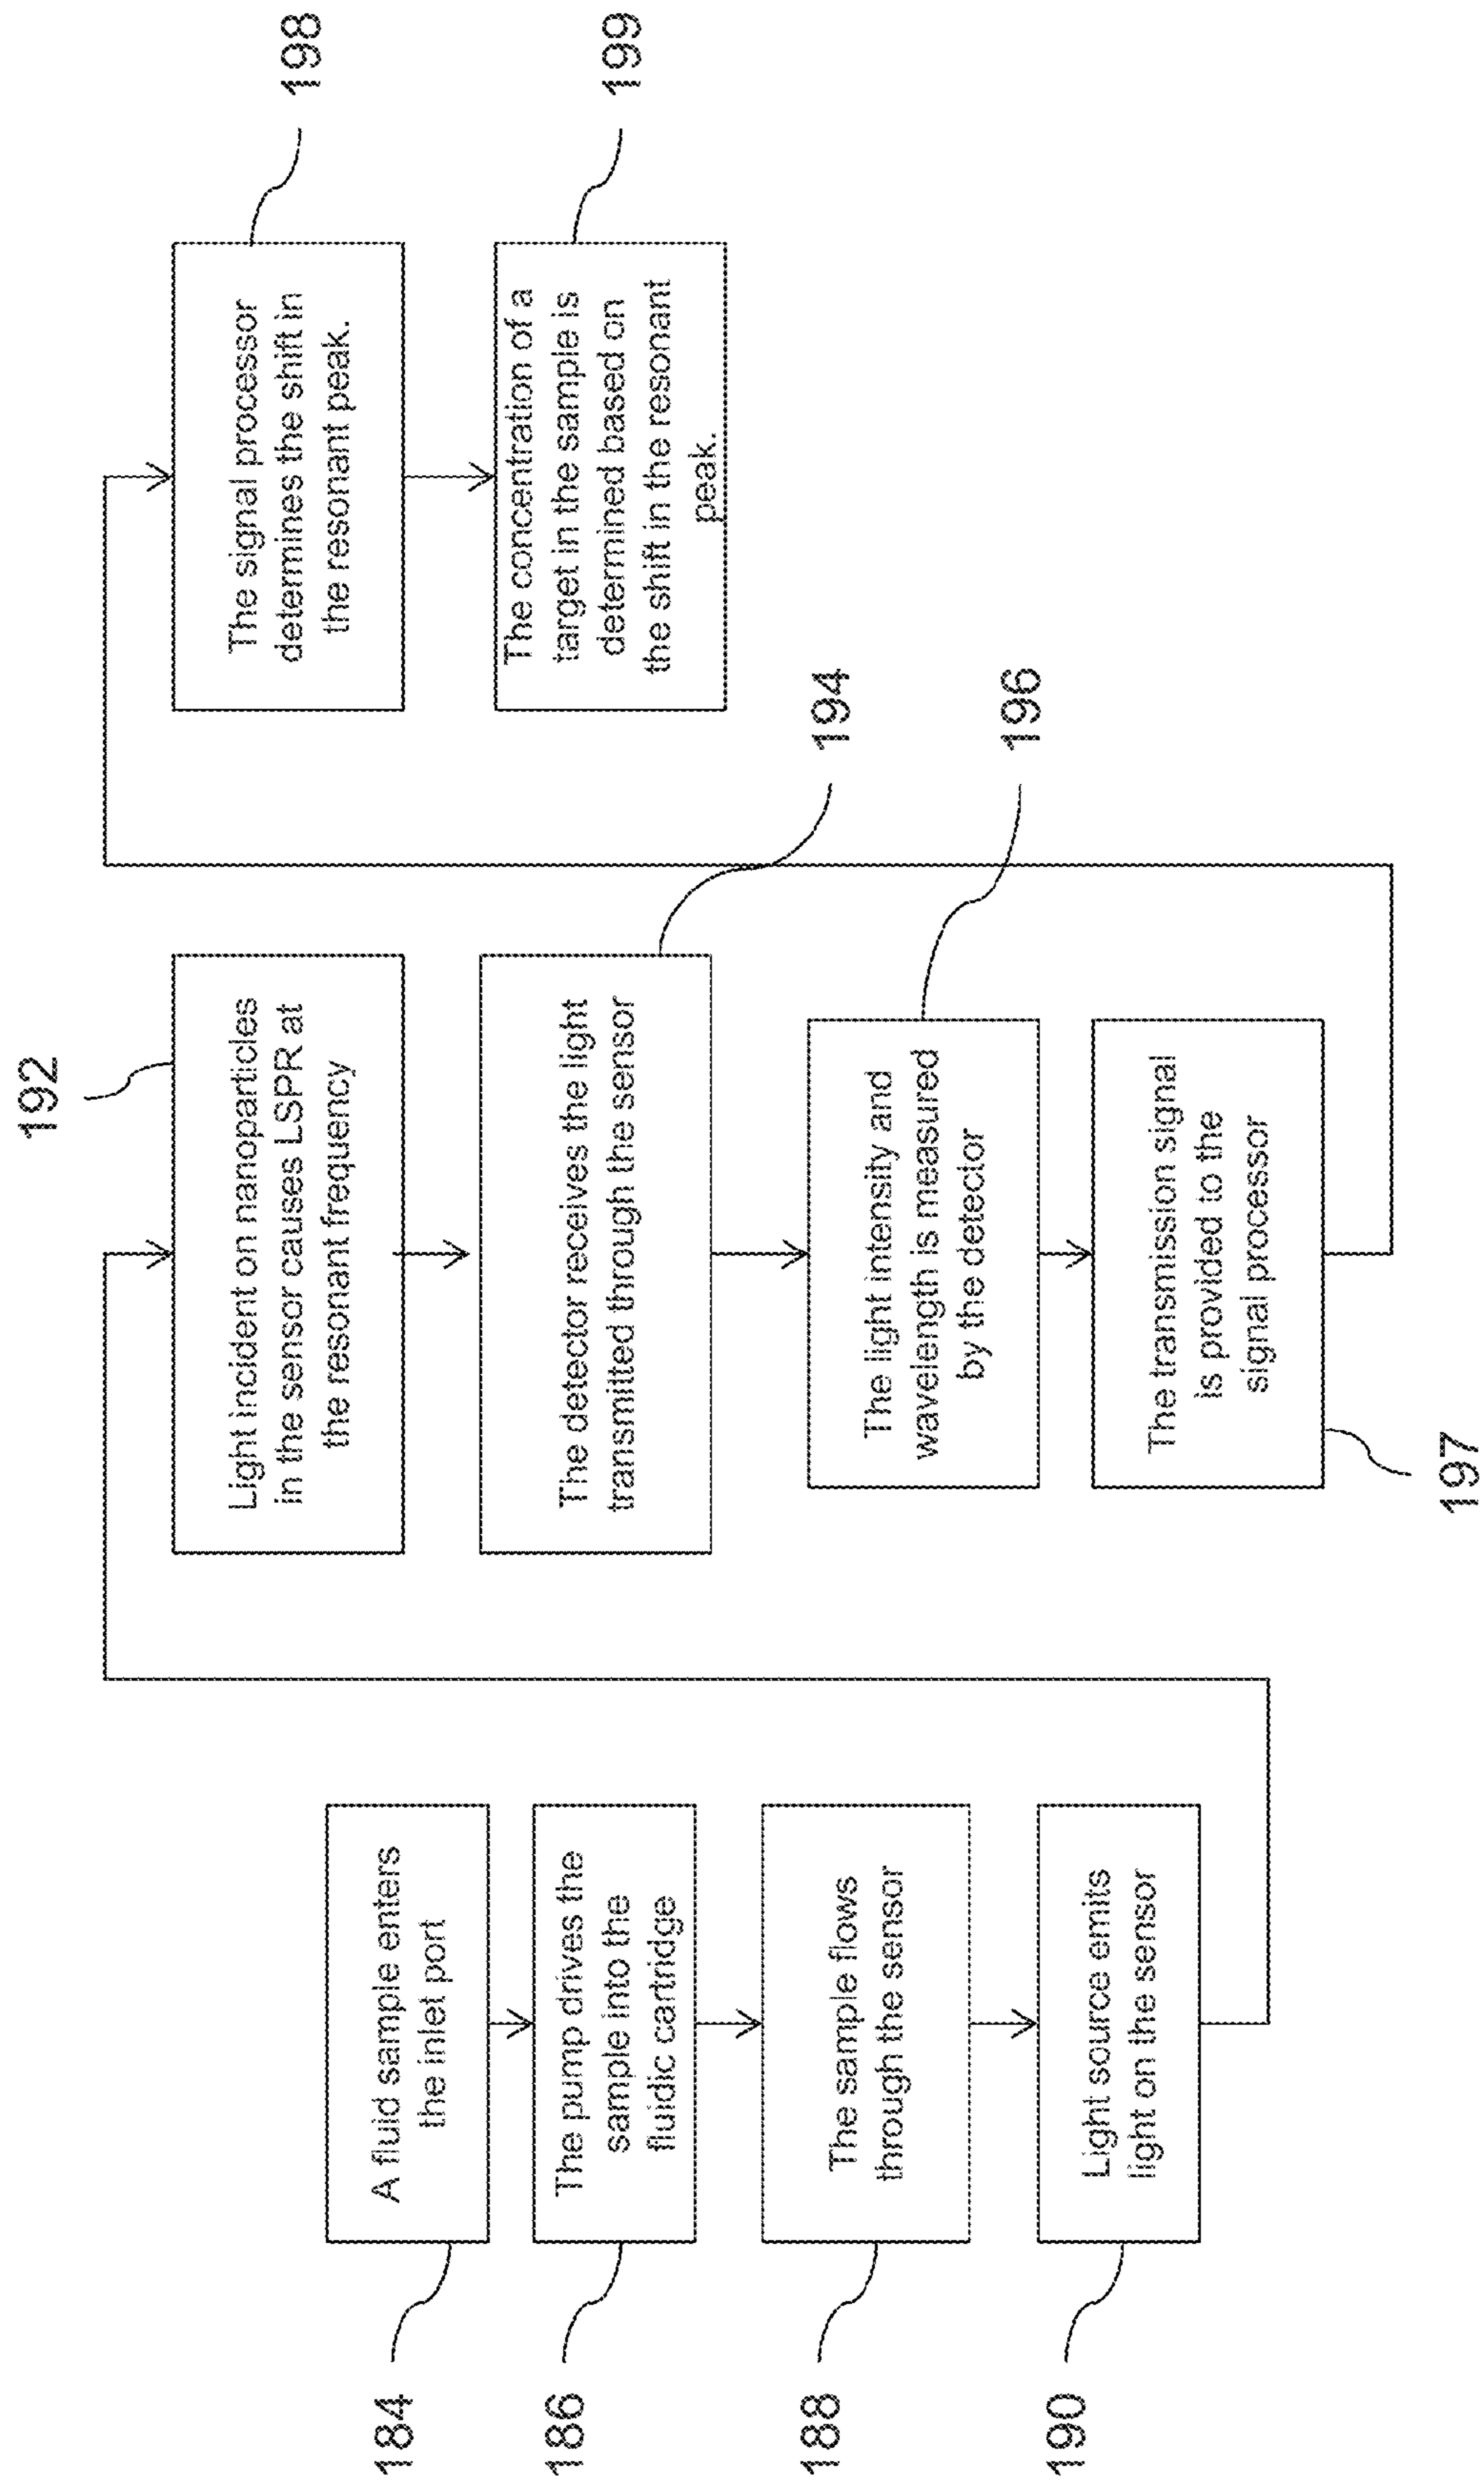 184
A fluid sample enters
the inlet port
186
The pump drives the
sample into the
fluidic cartridge
188
The sample flows
through the sensor
190
Light source emits
light on the sensor
192
Light incident on nanoparticles
in the sensor causes LSPR at
the resonant frequency
The detector receives the light
transmitted through the sensor
194
The light intensity and
wavelength is measured
by the detector
196
The transmission signal
is provided to the
signal processor
197
The signal processor
determines the shift in
the resonant peak.
198
The concentration of a
target in the sample is
determined based on
the shift in the resonant
peak.
199